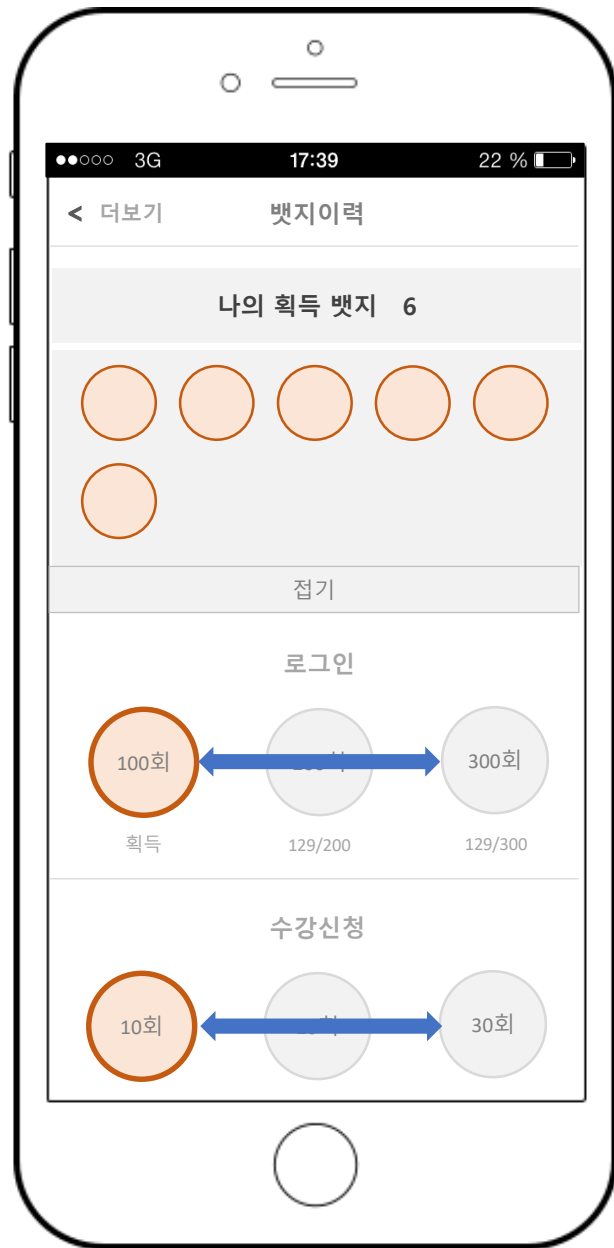 3G 17:39 22 %
< 더보기 뱃지이력
나의 획득 뱃지 6
접기
로그인
100회 300회
획득 129/200 129/300
수강신청
10회 30회